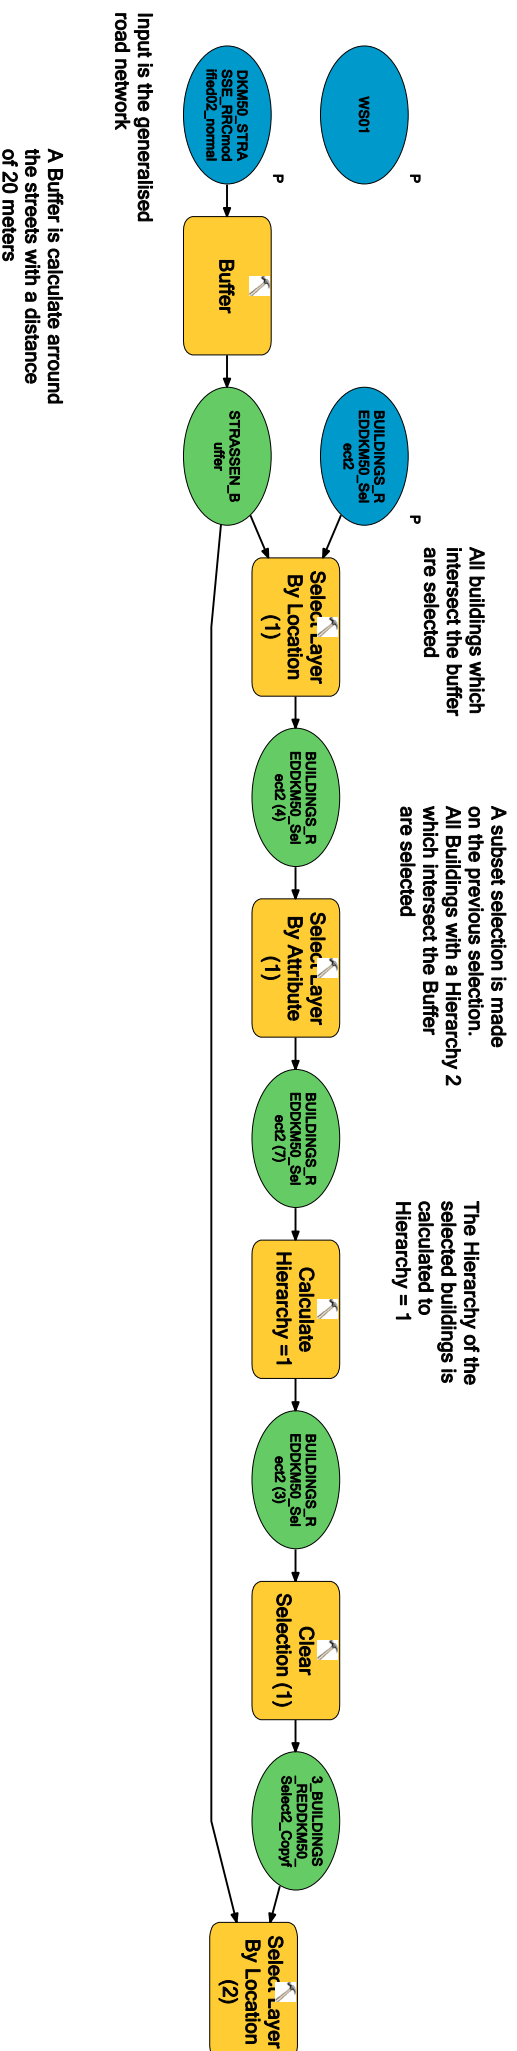 WS01
P
DKM50_STRA
SSE_RRCmod
ified02_normal
P
Input is the generalised
road network
Buffer
A Buffer is calculate arround
the streets with a distance
of 20 meters
BUILDINGS_R
EDDKM50_Sel
ect2
P
STRASSEN_B
uffer
All buildings which
intersect the buffer
are selected
Select Layer
By Location
(1)
BUILDINGS_R
EDDKM50_Sel
ect2 (4)
A subset selection is made
on the previous selection.
All Buildings with a Hierarchy 2
which intersect the Buffer
are selected
Select Layer
By Attribute
(1)
BUILDINGS_R
EDDKM50_Sel
ect2 (7)
The Hierarchy of the
selected buildings is
calculated to
Hierarchy = 1
Calculate
Hierarchy =1
BUILDINGS_R
EDDKM50_Sel
ect2 (3)
Clear
Selection (1)
3_BUILDINGS
_REDDKM50_
Select2_Copyf
Select Layer
By Location
(2)